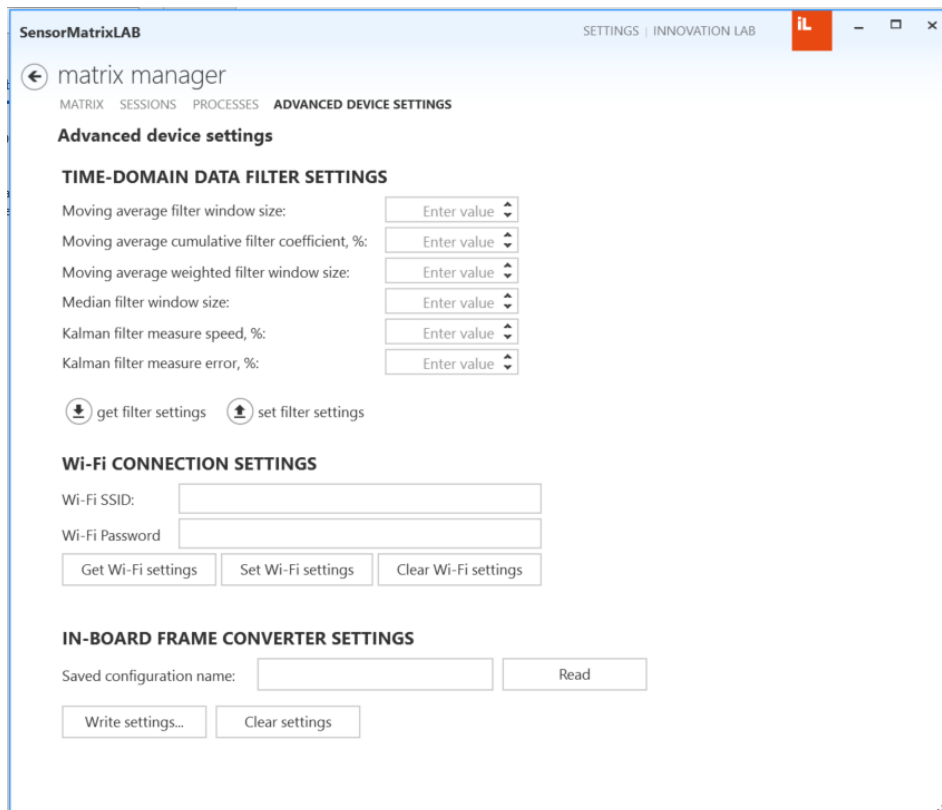 SensorMatrixLAB
SETTINGS | INNOVATION LAB
iL
matrix manager
MATRIX SESSIONS PROCESSES ADVANCED DEVICE SETTINGS
Advanced device settings
TIME-DOMAIN DATA FILTER SETTINGS
Moving average filter window size: Enter value
Moving average cumulative filter coefficient, %: Enter value
Moving average weighted filter window size: Enter value
Median filter window size: Enter value
Kalman filter measure speed, %: Enter value
Kalman filter measure error, %: Enter value
get filter settings set filter settings
Wi-Fi CONNECTION SETTINGS
Wi-Fi SSID:
Wi-Fi Password
Get Wi-Fi settings Set Wi-Fi settings Clear Wi-Fi settings
IN-BOARD FRAME CONVERTER SETTINGS
Saved configuration name: Read
Write settings... Clear settings